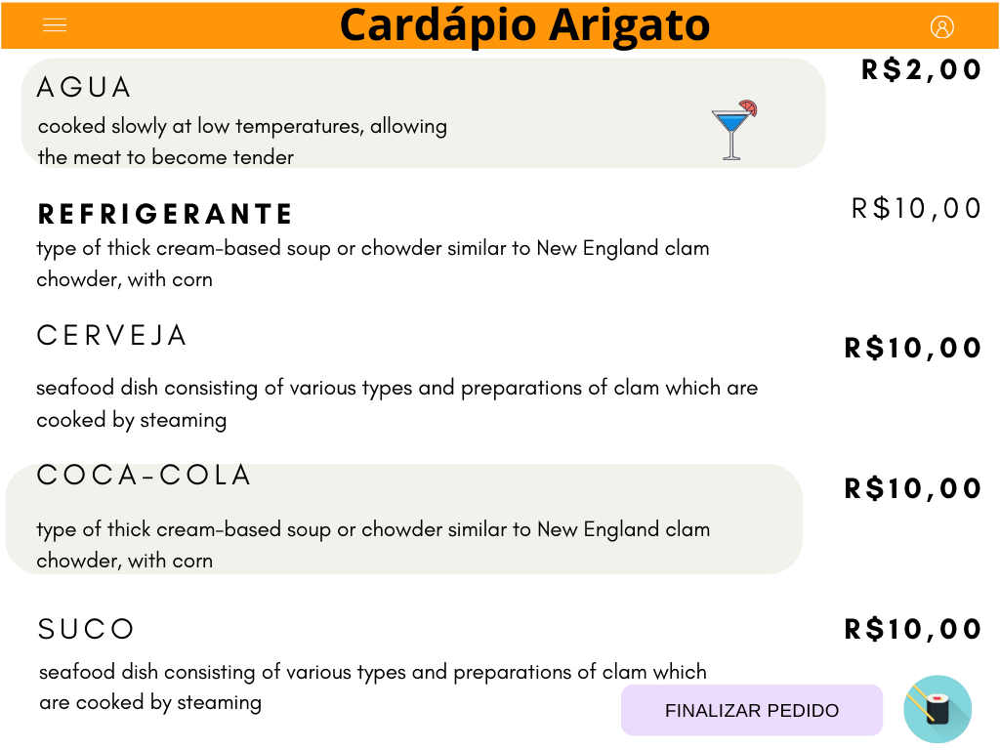 Cardápio Arigato
AGUA
R$2,00
cooked slowly at low temperatures, allowing
the meat to become tender
REFRIGERANTE
R$10,00
type of thick cream-based soup or chowder similar to New England clam
chowder, with corn
CERVEJA
R$10,00
seafood dish consisting of various types and preparations of clam which are
cooked by steaming
COCA-COLA
R$10,00
type of thick cream-based soup or chowder similar to New England clam
chowder, with corn
SUCO
R$10,00
seafood dish consisting of various types and preparations of clam which
are cooked by steaming
FINALIZAR PEDIDO